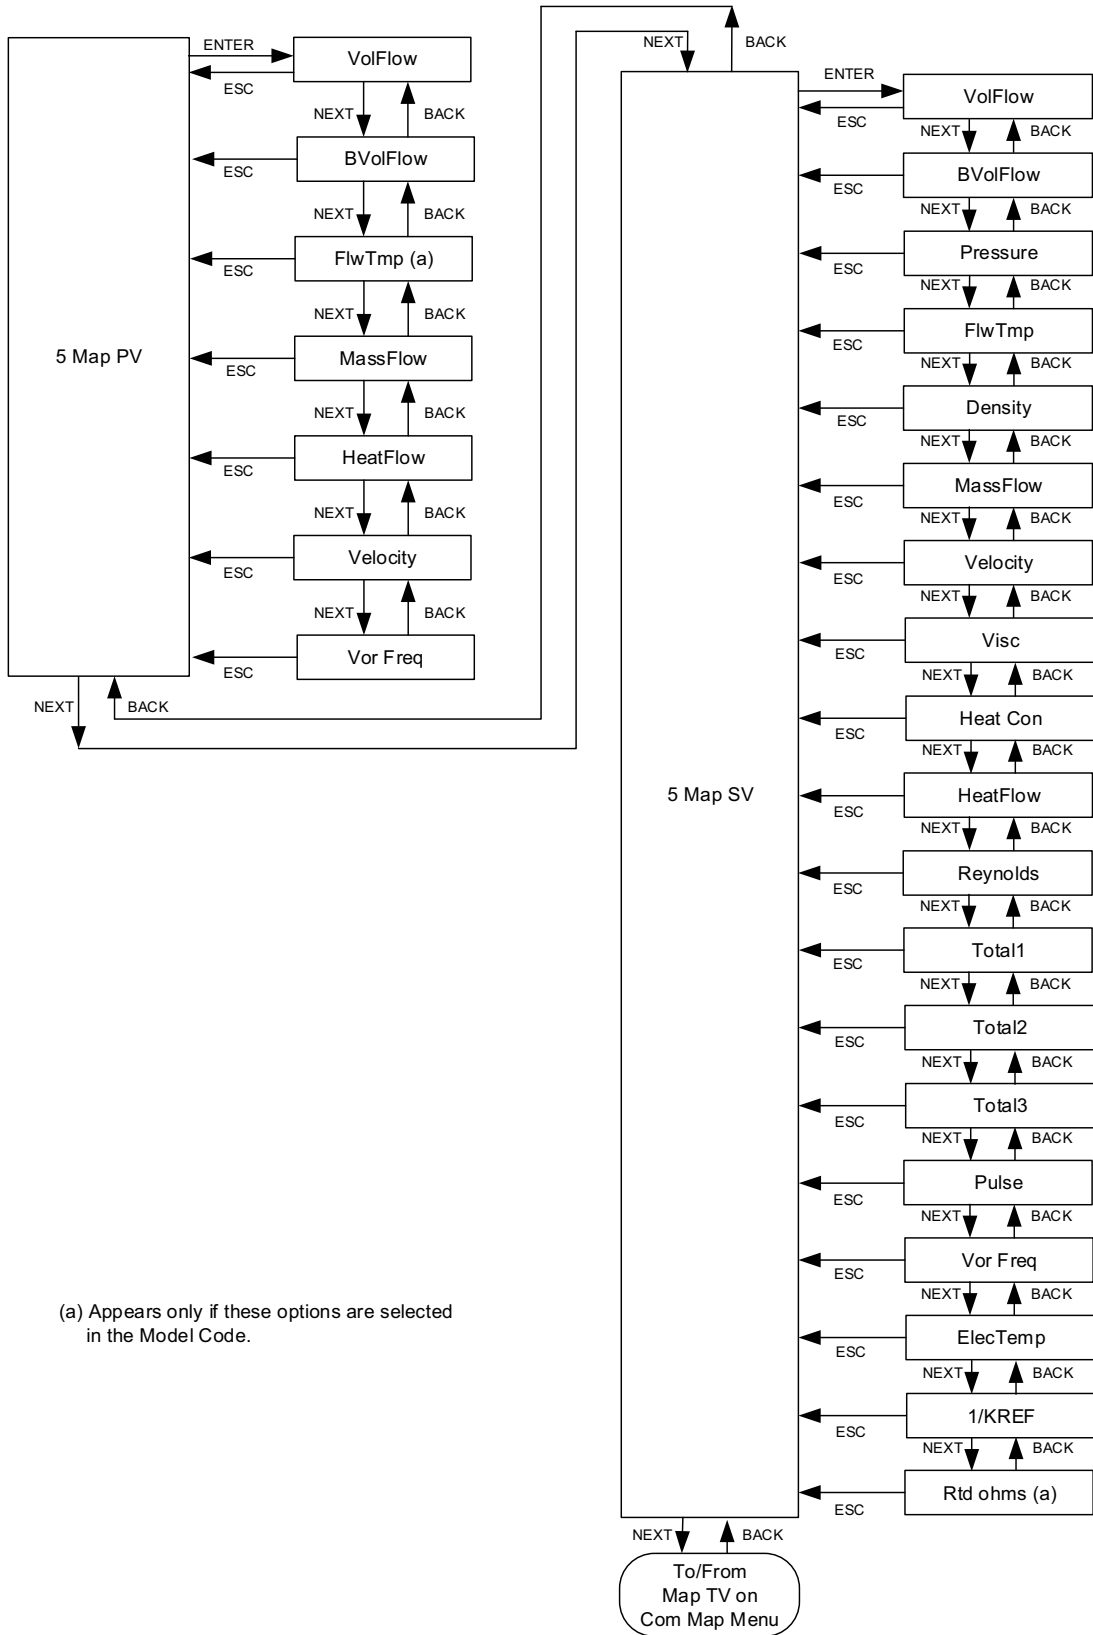 ENTER
VolFlow
ESC
NEXT
BACK
BVolFlow
ESC
NEXT
BACK
FlwTmp (a)
ESC
NEXT
BACK
5 Map PV
MassFlow
ESC
NEXT
BACK
HeatFlow
ESC
NEXT
BACK
Velocity
ESC
NEXT
BACK
Vor Freq
ESC
NEXT
BACK
NEXT
BACK
ENTER
VolFlow
ESC
NEXT
BACK
BVolFlow
ESC
NEXT
BACK
Pressure
ESC
NEXT
BACK
FlwTmp
ESC
NEXT
BACK
Density
ESC
NEXT
BACK
MassFlow
ESC
NEXT
BACK
Velocity
ESC
NEXT
BACK
Visc
ESC
NEXT
BACK
Heat Con
ESC
NEXT
BACK
5 Map SV
HeatFlow
ESC
NEXT
BACK
Reynolds
ESC
NEXT
BACK
Total1
ESC
NEXT
BACK
Total2
ESC
NEXT
BACK
Total3
ESC
NEXT
BACK
Pulse
ESC
NEXT
BACK
Vor Freq
ESC
NEXT
BACK
ElecTemp
ESC
NEXT
BACK
1/KREF
ESC
NEXT
BACK
Rtd ohms (a)
ESC
NEXT
BACK
To/From
Map TV on
Com Map Menu
(a) Appears only if these options are selected
in the Model Code.